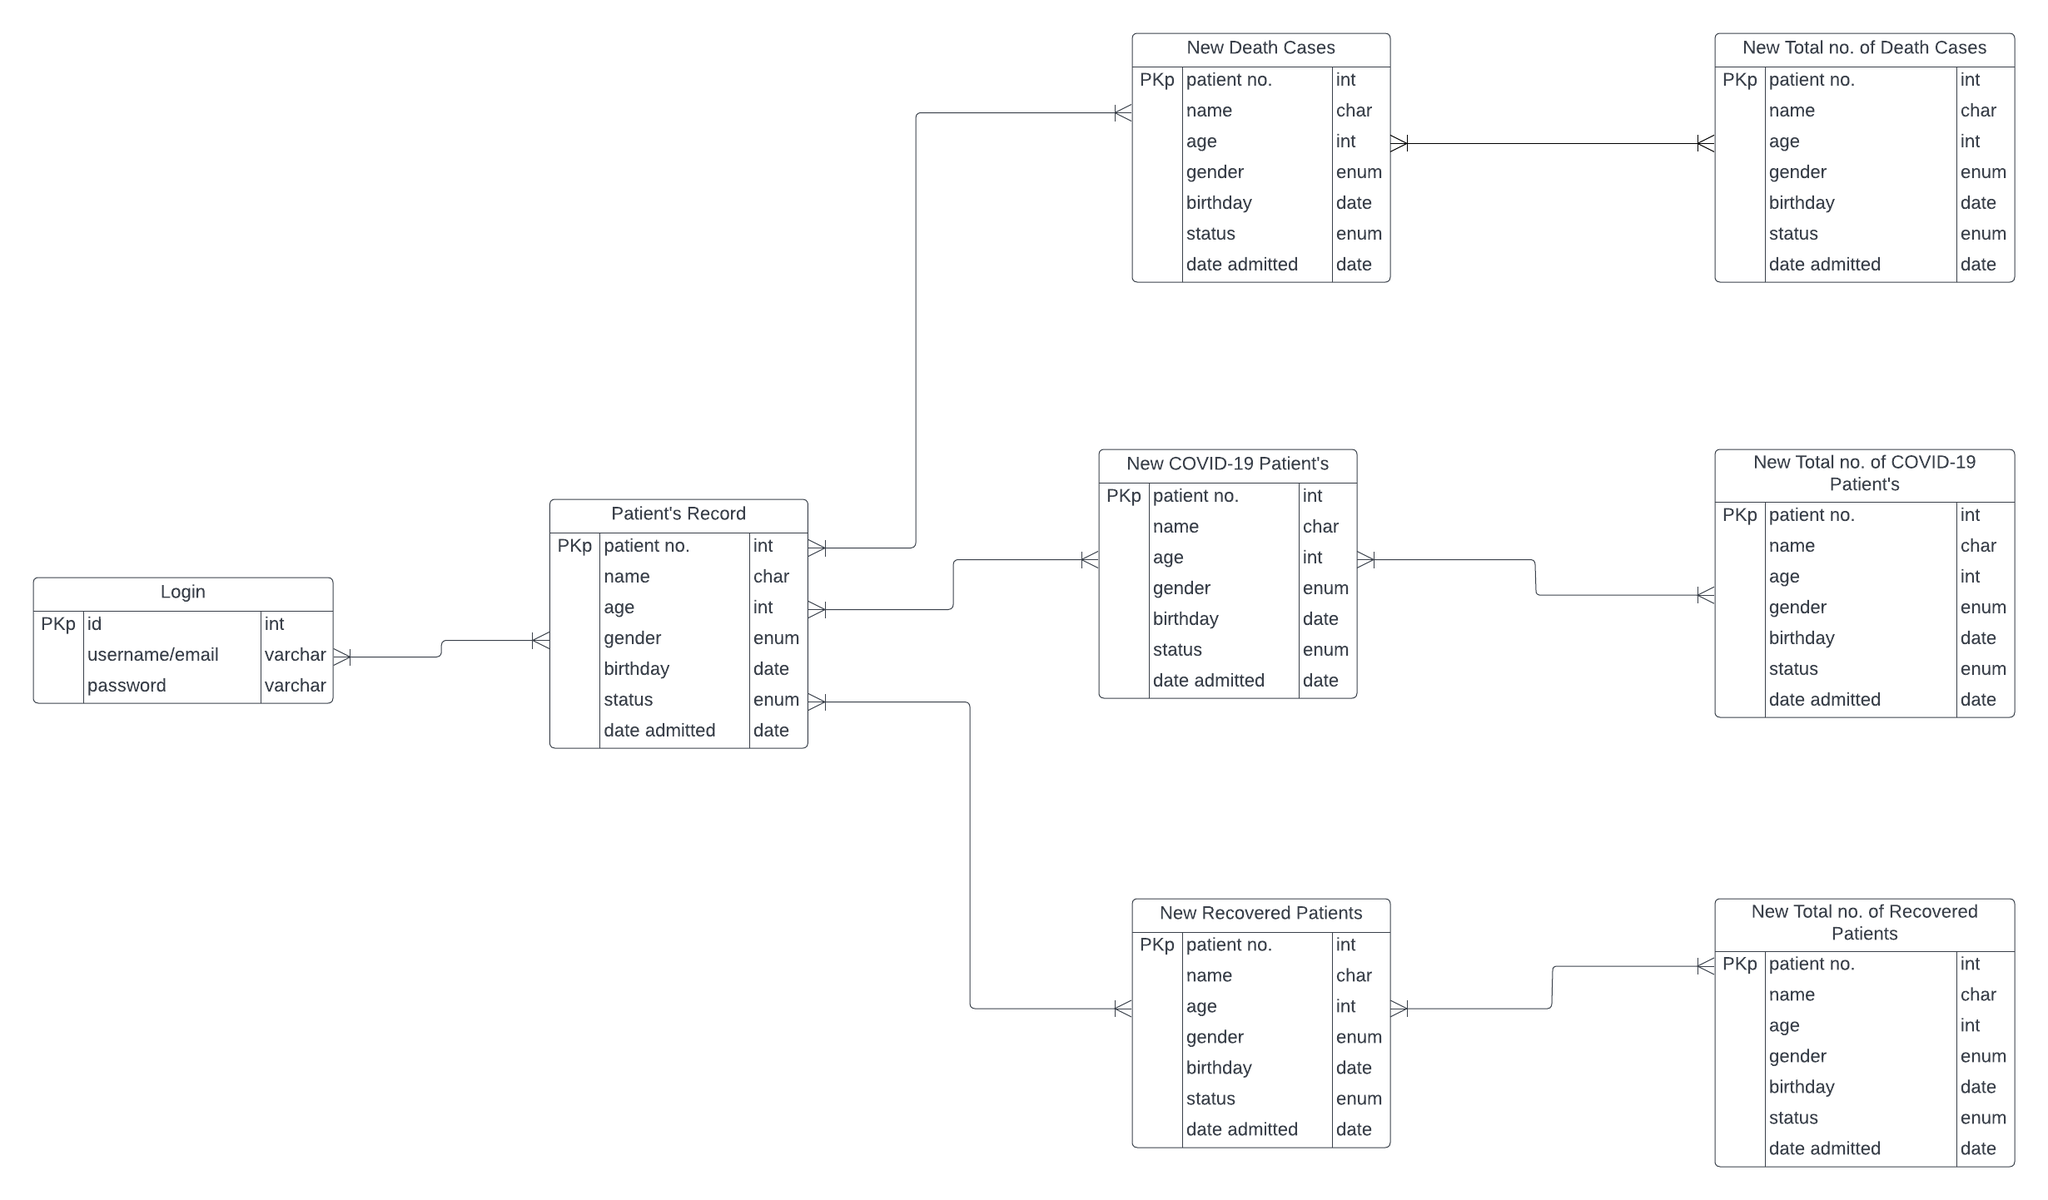 New Death Cases
PKp patient no. int
name char
age int
gender enum
birthday date
status enum
date admitted date
New Total no. of Death Cases
PKp patient no. int
name char
age int
gender enum
birthday date
status enum
date admitted date
Login
PKp id int
username/email varchar
password varchar
Patient's Record
PKp patient no. int
name char
age int
gender enum
birthday date
status enum
date admitted date
New COVID-19 Patient's
PKp patient no. int
name char
age int
gender enum
birthday date
status enum
date admitted date
New Total no. of COVID-19
Patient's
PKp patient no. int
name char
age int
gender enum
birthday date
status enum
date admitted date
New Recovered Patients
PKp patient no. int
name char
age int
gender enum
birthday date
status enum
date admitted date
New Total no. of Recovered
Patients
PKp patient no. int
name char
age int
gender enum
birthday date
status enum
date admitted date